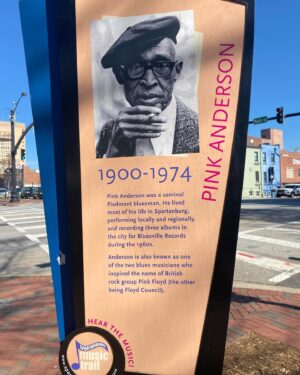 PINK ANDERSON
1900-1974
Pink Anderson was a seminal
Piedmont bluesman. He lived
most of his life in Spartanburg,
performing locally and regionally,
and recording three albums in
the city for Bluesville Records
during the 1960s.
Anderson is also known as one
of the two blues musicians who
inspired the name of British
rock group Pink Floyd (the other
being Floyd Council).
HEAR THE MUSIC!
music
trail